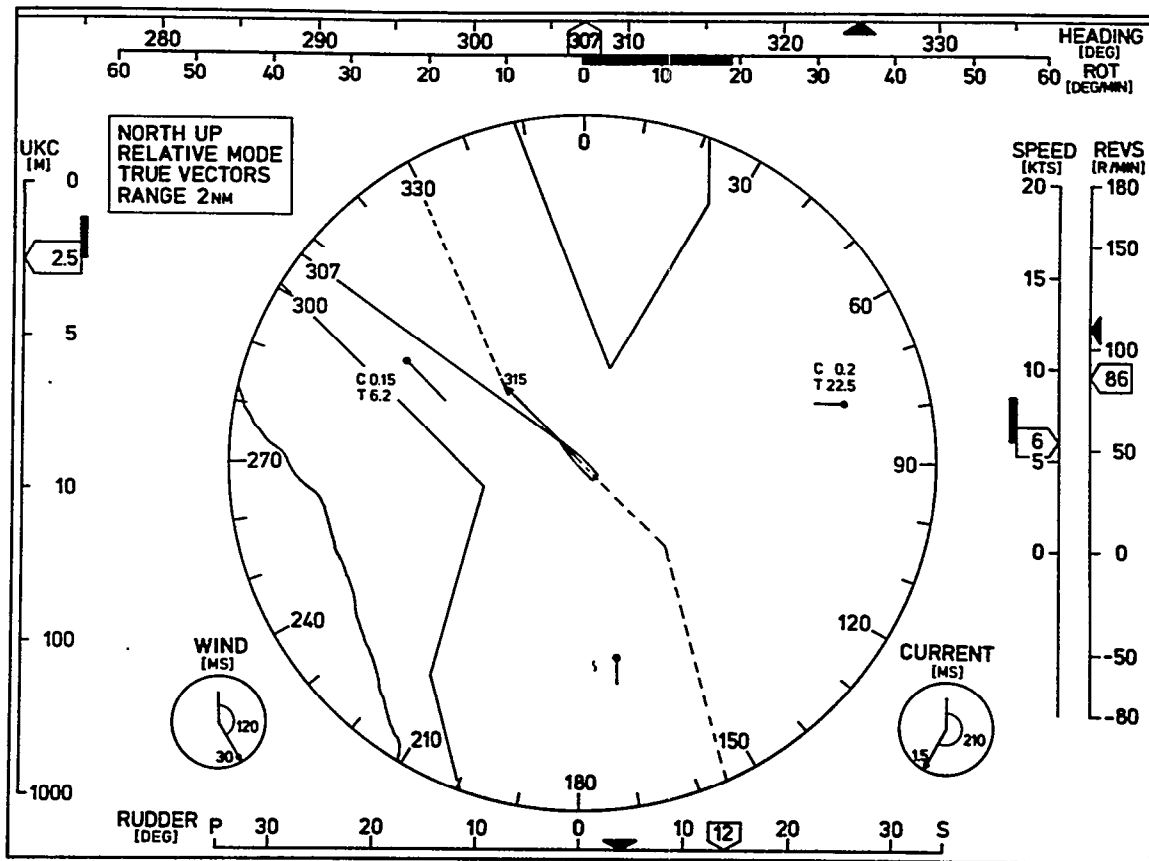 280 290 300 307 310 320 330 HEADING
[DEG]
60 50 40 30 20 10 0 10 20 30 40 50 60 ROT
[DEG/MIN]
NORTH UP
RELATIVE MODE
TRUE VECTORS
RANGE 2NM
UKC
[M]
0
2.5
5
10
100
1000
SPEED
[KTS]
20
15
10
6
5
0
REVS
[R/MIN]
180
150
100
86
50
0
-50
-80
0
30
60
90
120
150
180
210
240
270
300
307
330
315
C 0.15
T 6.2
C 0.2
T 22.5
WIND
[MS]
120
30
CURRENT
[MS]
210
1.5
RUDDER
[DEG]
P 30 20 10 0 10 12 20 30 S